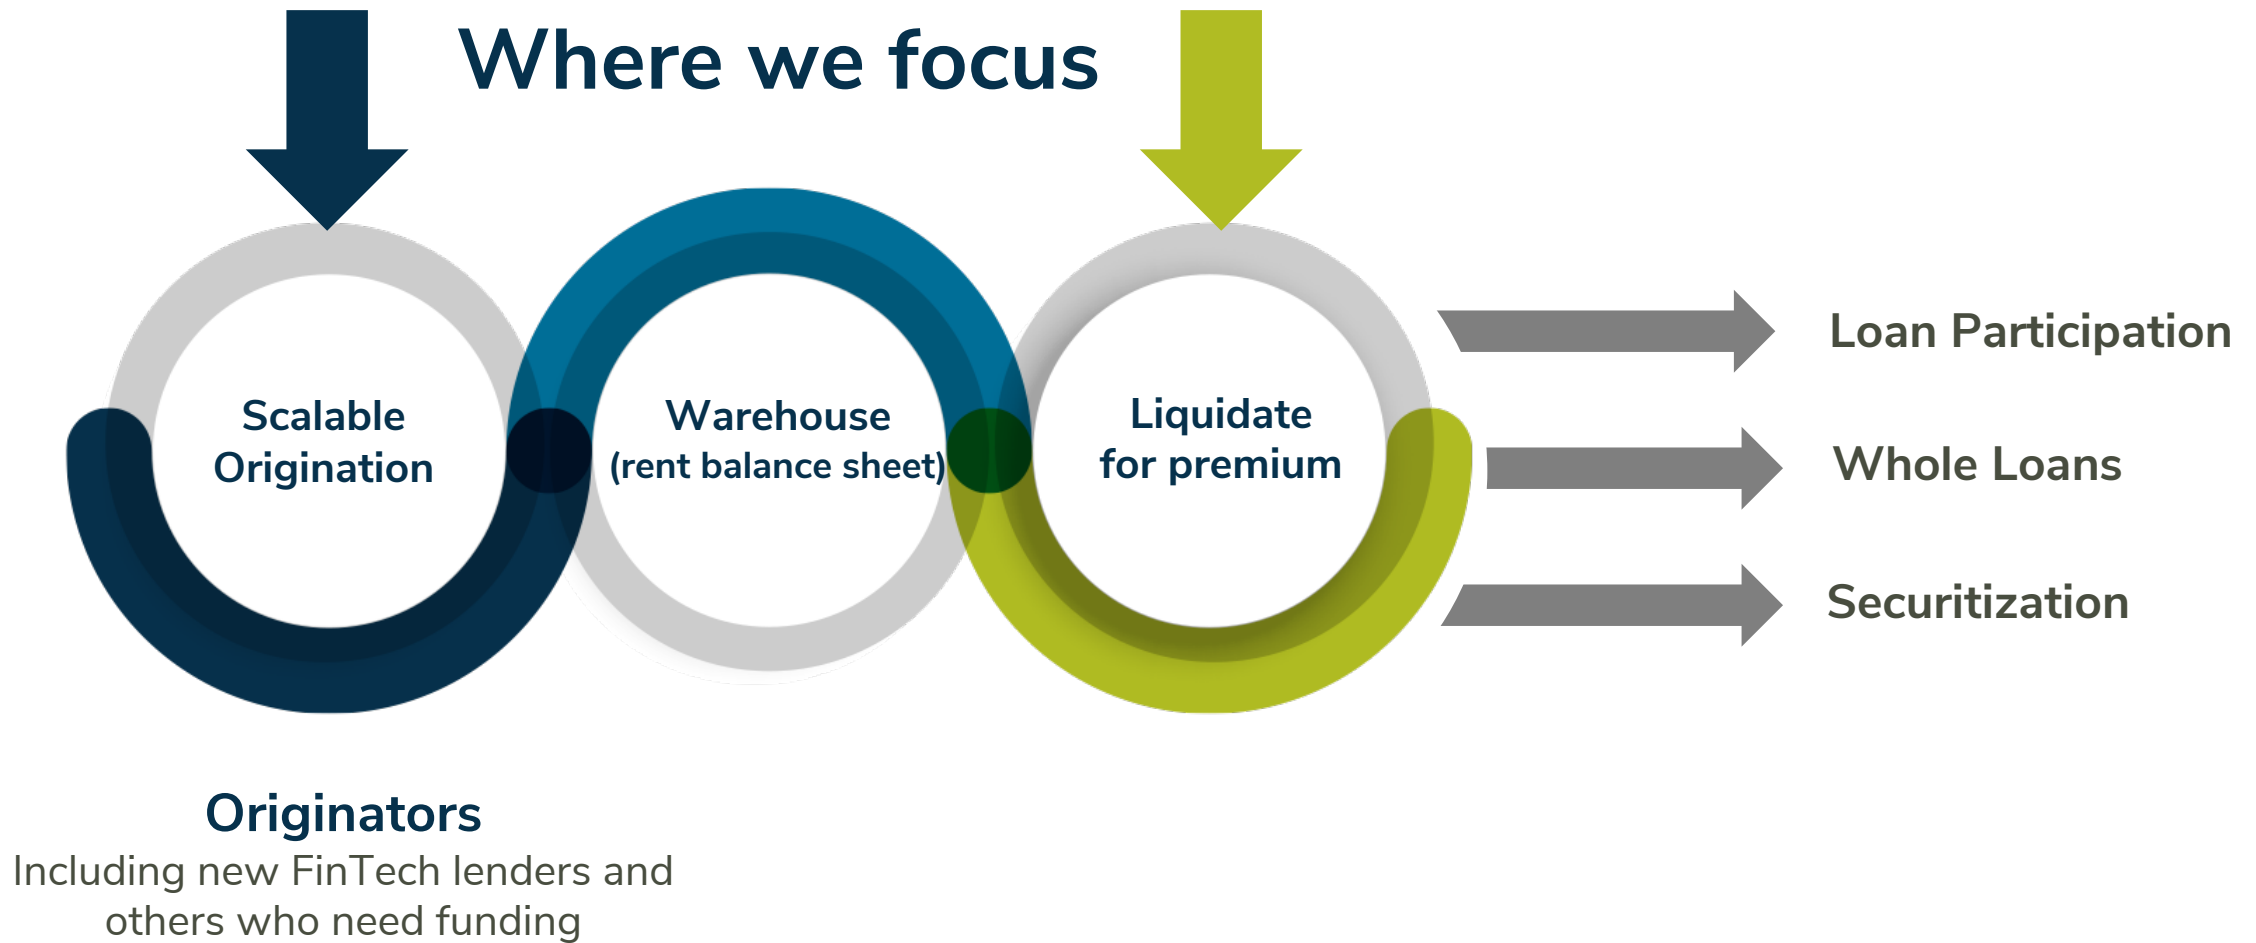 Where we focus
Scalable
Origination
Warehouse
(rent balance sheet)
Liquidate
for premium
Loan Participation
Whole Loans
Securitization
Originators
Including new FinTech lenders and
others who need funding